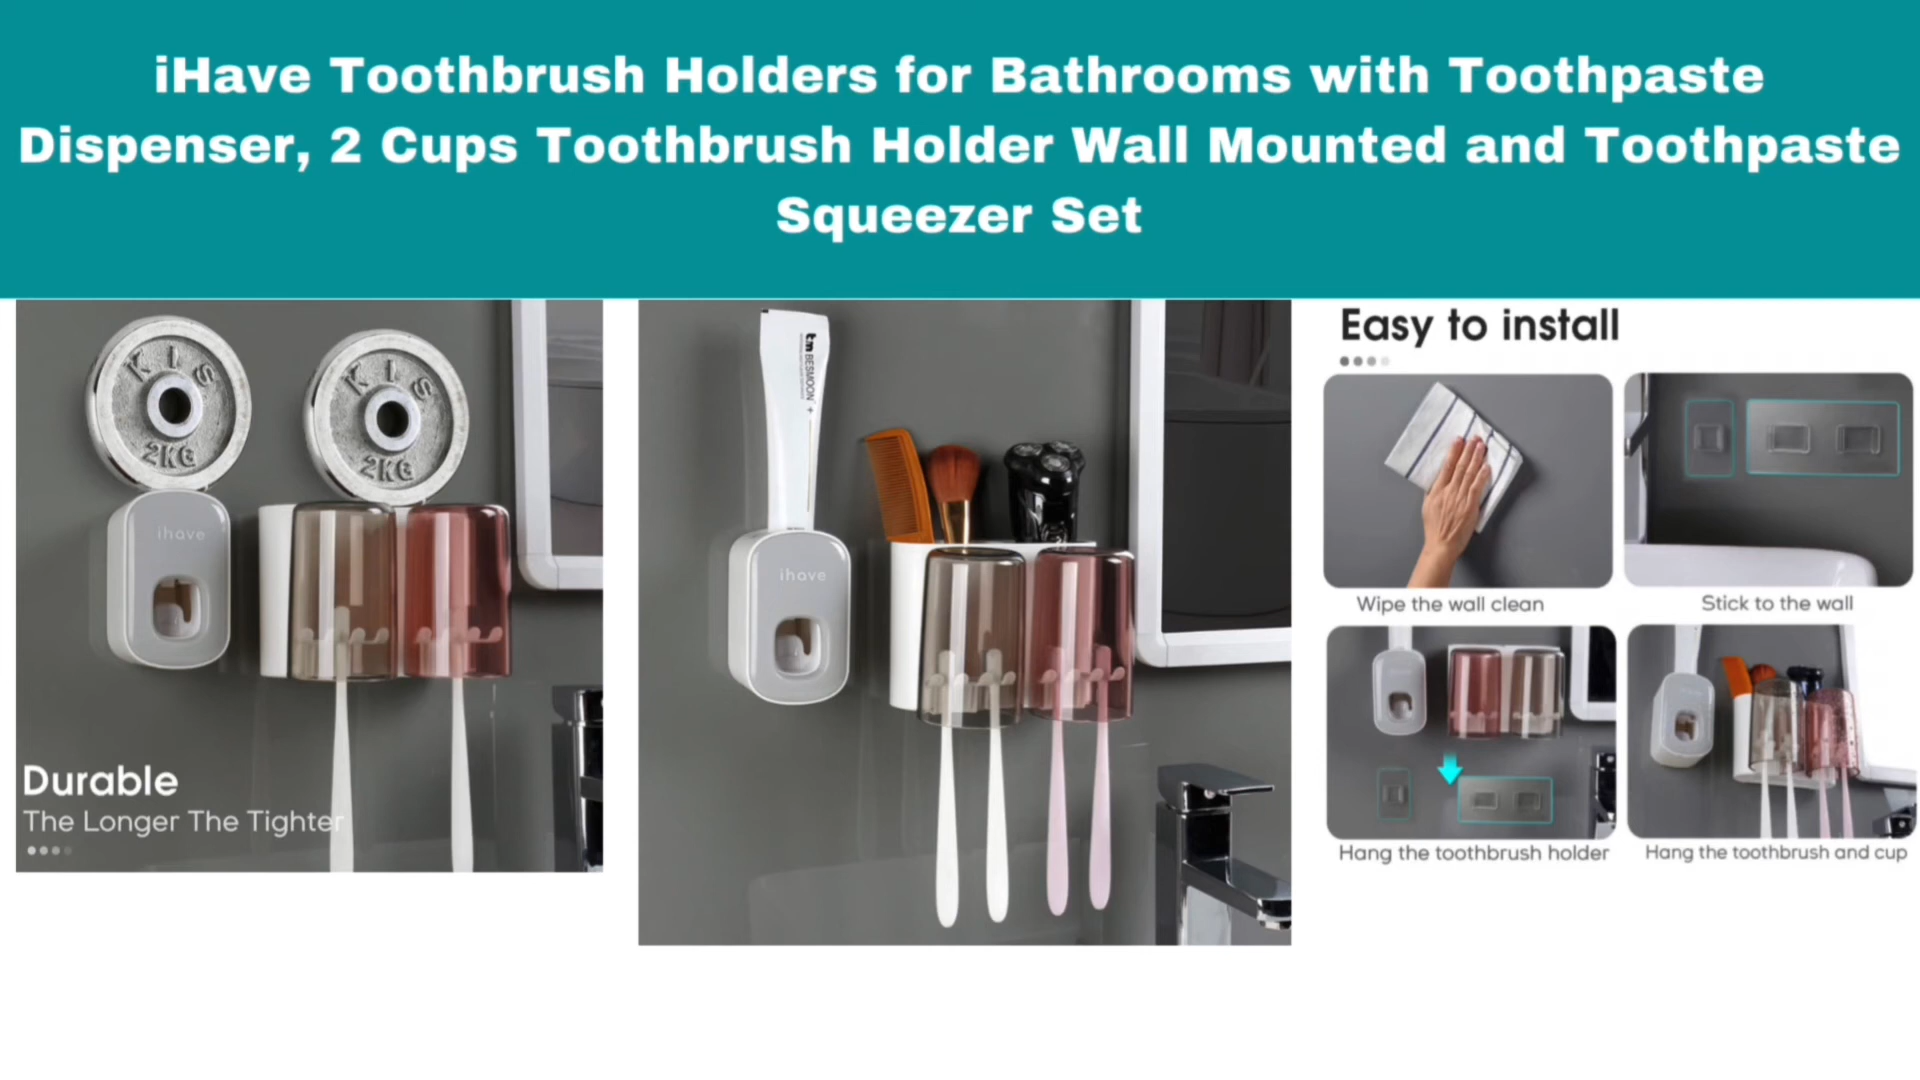 iHave Toothbrush Holders for Bathrooms with Toothpaste
Dispenser, 2 Cups Toothbrush Holder Wall Mounted and Toothpaste
Squeezer Set
KIS
2KG
KIS
2KG
ihave
Durable
The Longer The Tighter
BESMOON +
ihave
Easy to install
Wipe the wall clean
Stick to the wall
Hang the toothbrush holder
Hang the toothbrush and cup